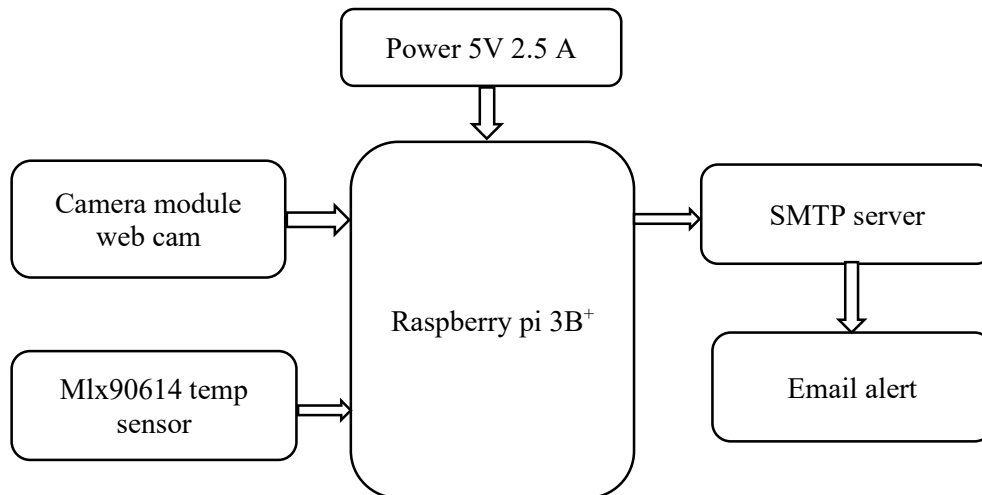 Power 5V 2.5 A
Camera module
web cam
SMTP server
Raspberry pi 3B⁺
Mlx90614 temp
sensor
Email alert